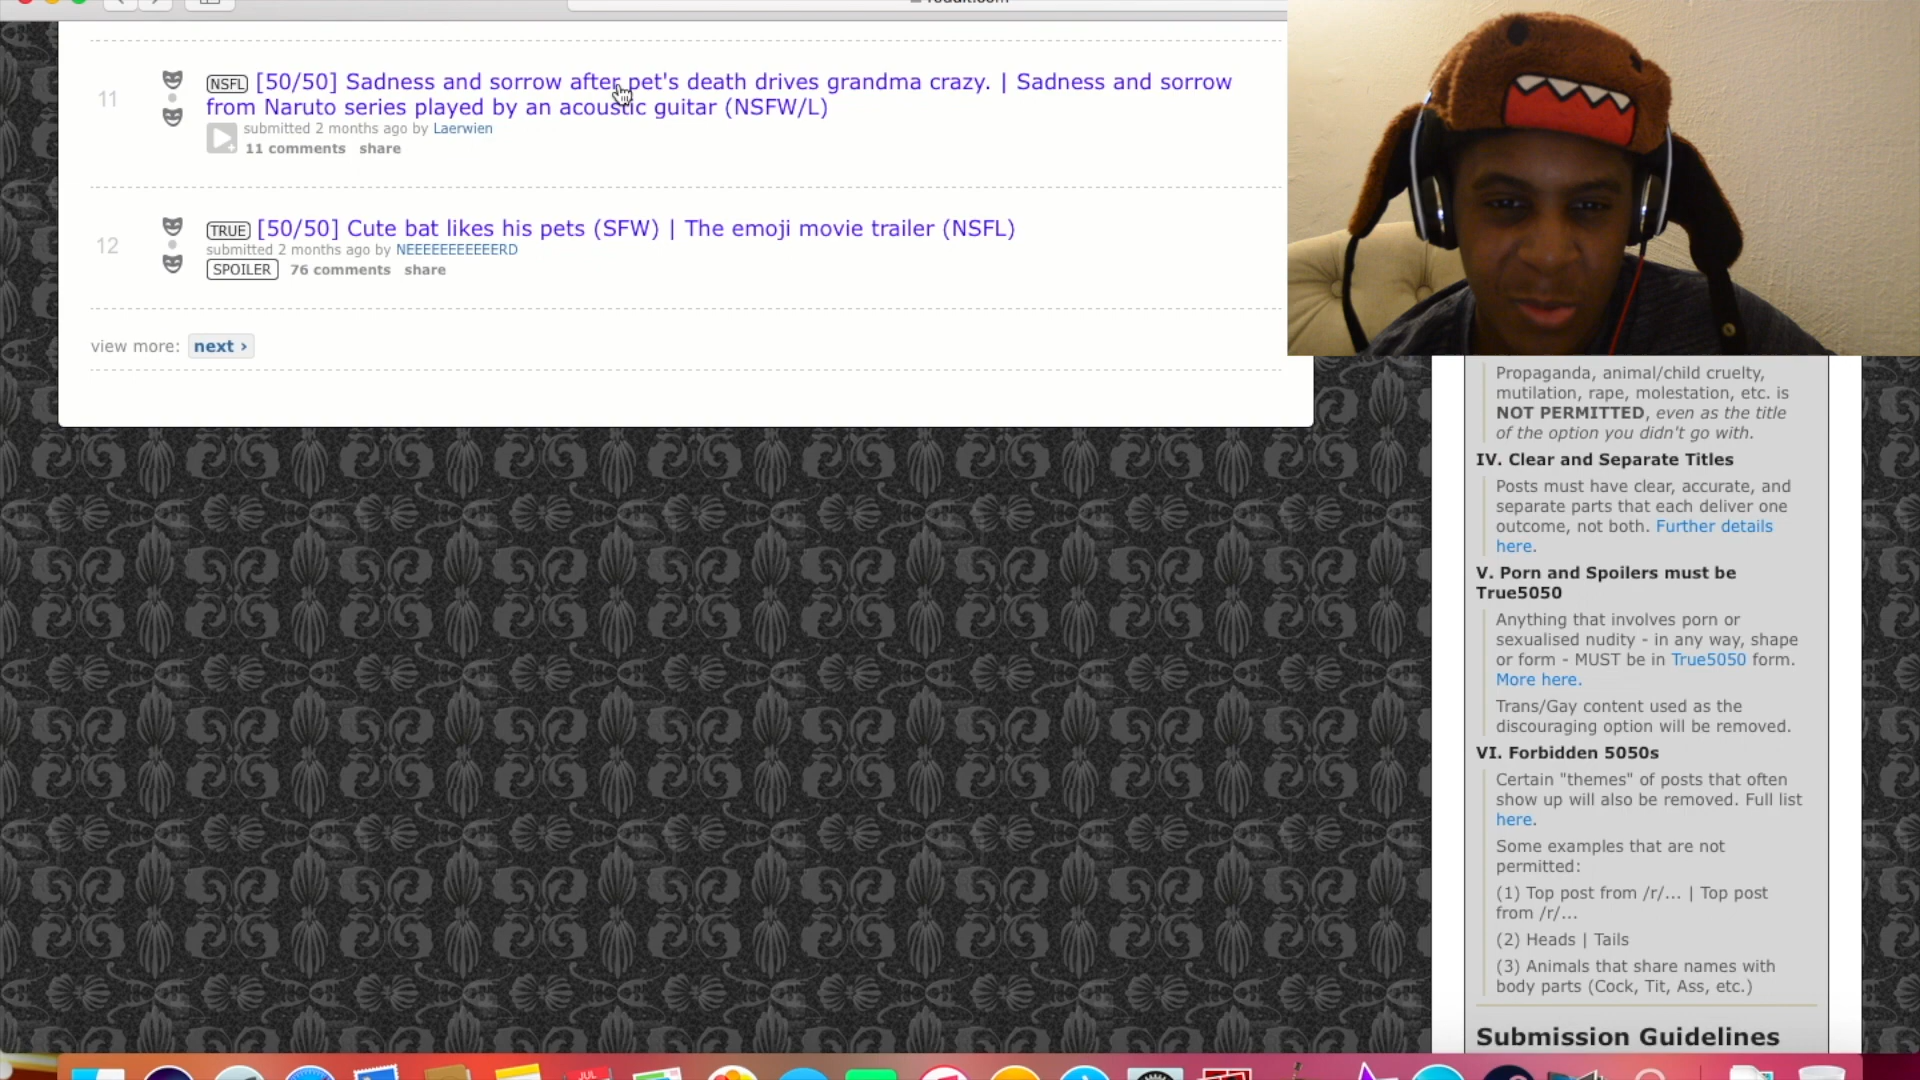 11
NSFL [50/50] Sadness and sorrow after pet's death drives grandma crazy. | Sadness and sorrow
from Naruto series played by an acoustic guitar (NSFW/L)
submitted 2 months ago by Laerwien
11 comments share
12
TRUE [50/50] Cute bat likes his pets (SFW) | The emoji movie trailer (NSFL)
submitted 2 months ago by NEEEEEEEEEEERD
SPOILER 76 comments share
view more: next ›
Propaganda, animal/child cruelty,
mutilation, rape, molestation, etc. is
NOT PERMITTED, even as the title
of the option you didn't go with.
IV. Clear and Separate Titles
Posts must have clear, accurate, and
separate parts that each deliver one
outcome, not both. Further details
here.
V. Porn and Spoilers must be
True5050
Anything that involves porn or
sexualised nudity - in any way, shape
or form - MUST be in True5050 form.
More here.
Trans/Gay content used as the
discouraging option will be removed.
VI. Forbidden 5050s
Certain "themes" of posts that often
show up will also be removed. Full list
here.
Some examples that are not
permitted:
(1) Top post from /r/... | Top post
from /r/...
(2) Heads | Tails
(3) Animals that share names with
body parts (Cock, Tit, Ass, etc.)
Submission Guidelines
JUL